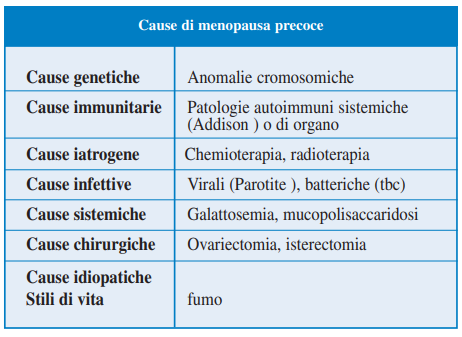 Cause di menopausa precoce
Cause genetiche Anomalie cromosomiche
Cause immunitarie Patologie autoimmuni sistemiche
(Addison ) o di organo
Cause iatrogene Chemioterapia, radioterapia
Cause infettive Virali (Parotite ), batteriche (tbc)
Cause sistemiche Galattosemia, mucopolisaccaridosi
Cause chirurgiche Ovariectomia, isterectomia
Cause idiopatiche
Stili di vita fumo